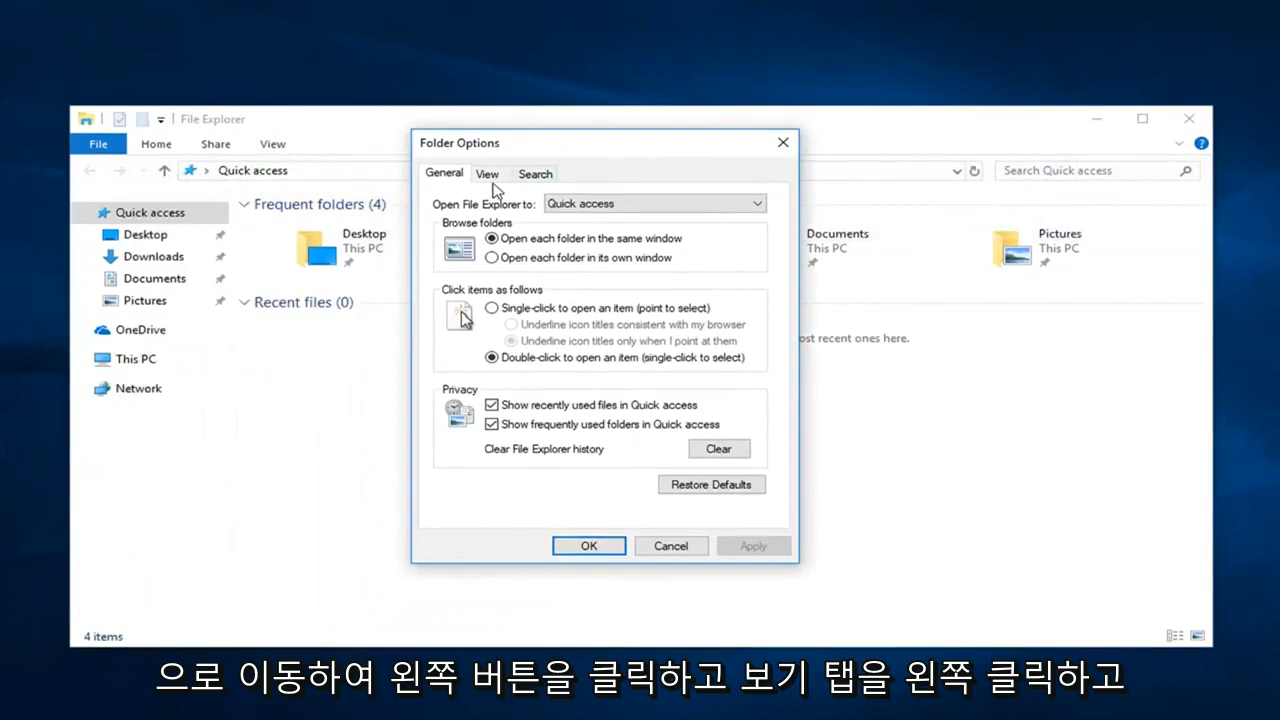 File Explorer
File Home Share View
Quick access
Search Quick access
Quick access
Desktop
Downloads
Documents
Pictures
OneDrive
This PC
Network
Frequent folders (4)
Desktop
This PC
Documents
This PC
Pictures
This PC
Recent files (0)
ost recent ones here.
4 items
Folder Options
General View Search
Open File Explorer to: Quick access
Browse folders
Open each folder in the same window
Open each folder in its own window
Click items as follows
Single-click to open an item (point to select)
Underline icon titles consistent with my browser
Underline icon titles only when I point at them
Double-click to open an item (single-click to select)
Privacy
Show recently used files in Quick access
Show frequently used folders in Quick access
Clear File Explorer history Clear
Restore Defaults
OK Cancel Apply
으로 이동하여 왼쪽 버튼을 클릭하고 보기 탭을 왼쪽 클릭하고